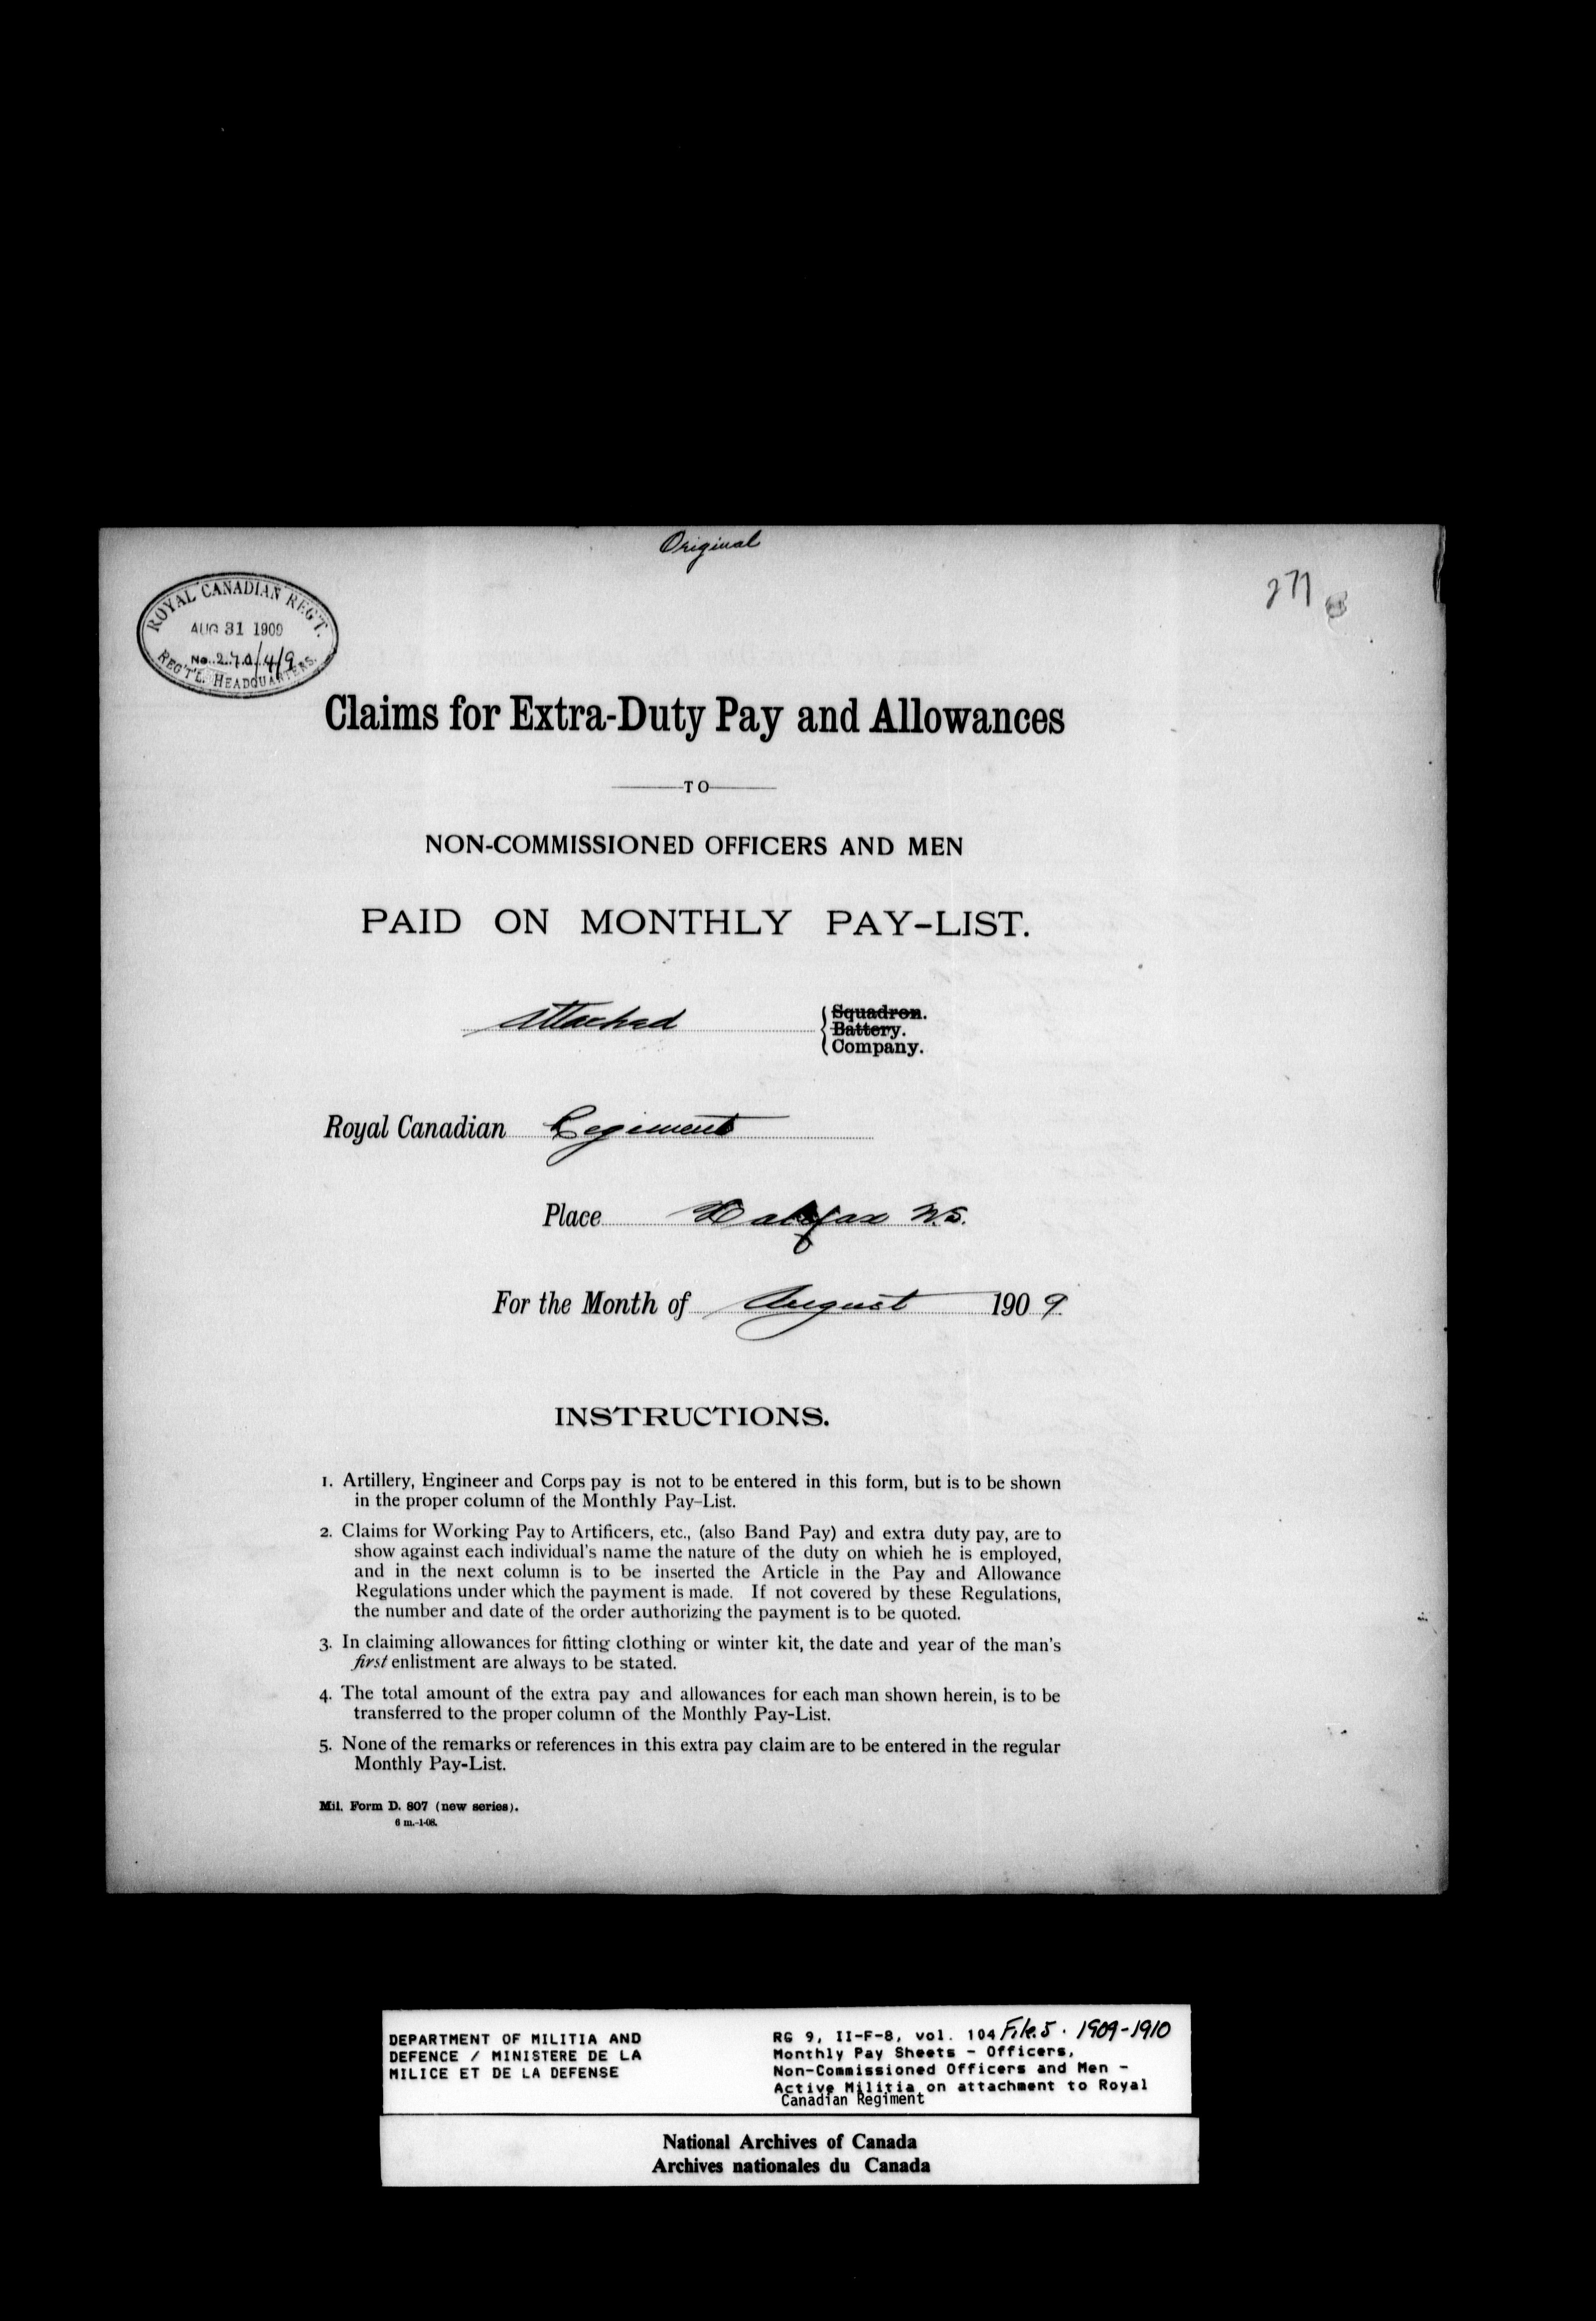 Original
277
ROYAL CANADIAN REG'T.
AUG 31 1909
No. 270/4/9
REG'T'L. HEADQUARTERS.
Claims for Extra-Duty Pay and Allowances
TO
NON-COMMISSIONED OFFICERS AND MEN
PAID ON MONTHLY PAY-LIST.
Attached
Squadron.
Battery.
Company.
Royal Canadian Regiment
Place Halifax N.S.
For the Month of August 1909
INSTRUCTIONS.
1. Artillery, Engineer and Corps pay is not to be entered in this form, but is to be shown
in the proper column of the Monthly Pay-List.
2. Claims for Working Pay to Artificers, etc., (also Band Pay) and extra duty pay, are to
show against each individual's name the nature of the duty on whieh he is employed,
and in the next column is to be inserted the Article in the Pay and Allowance
Regulations under which the payment is made. If not covered by these Regulations,
the number and date of the order authorizing the payment is to be quoted.
3. In claiming allowances for fitting clothing or winter kit, the date and year of the man's
first enlistment are always to be stated.
4. The total amount of the extra pay and allowances for each man shown herein, is to be
transferred to the proper column of the Monthly Pay-List.
5. None of the remarks or references in this extra pay claim are to be entered in the regular
Monthly Pay-List.
Mil. Form D. 807 (new series).
6 m.-1-08.
DEPARTMENT OF MILITIA AND
DEFENCE / MINISTERE DE LA
MILICE ET DE LA DEFENSE
RG 9, II-F-8, vol. 104 File.5. 1909-1910
Monthly Pay Sheets - Officers,
Non-Commissioned Officers and Men -
Active Militia on attachment to Royal
Canadian Regiment
National Archives of Canada
Archives nationales du Canada